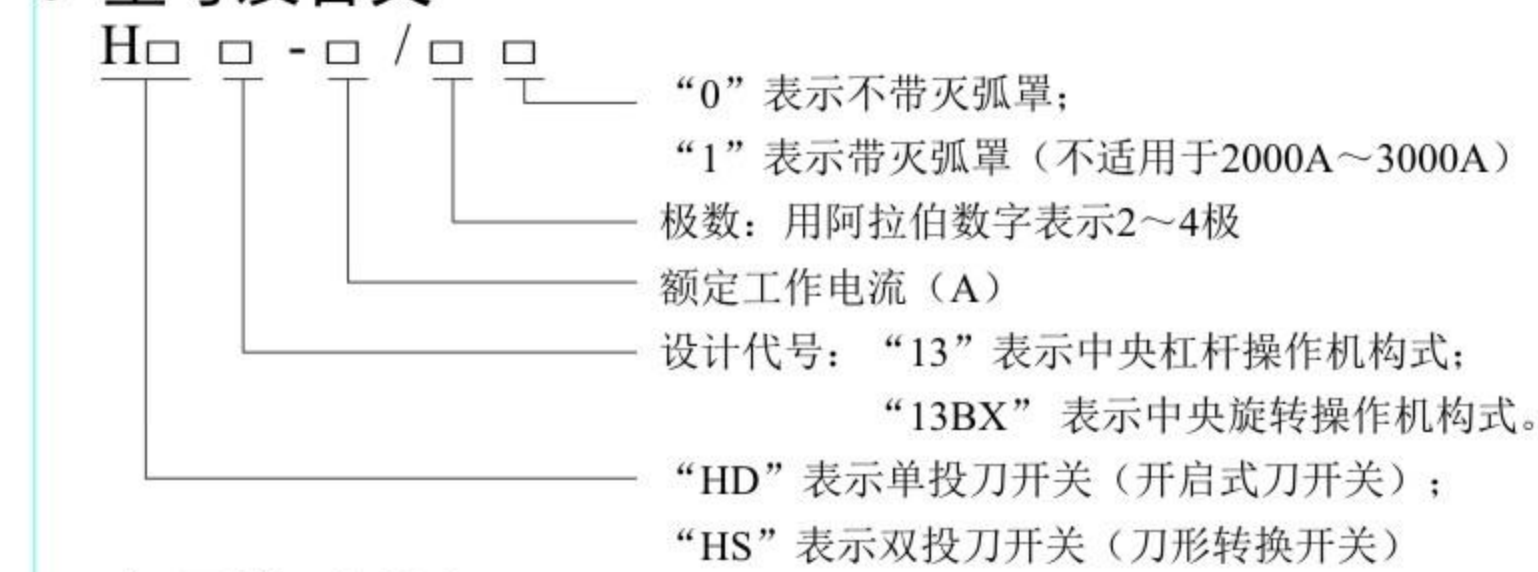 H□ □ - □ / □ □
“0”表示不带灭弧罩；
“1”表示带灭弧罩（不适用于2000A～3000A）
极数：用阿拉伯数字表示2～4极
额定工作电流（A）
设计代号：“13”表示中央杠杆操作机构式；
“13BX” 表示中央旋转操作机构式。
“HD”表示单投刀开关（开启式刀开关）；
“HS”表示双投刀开关（刀形转换开关）